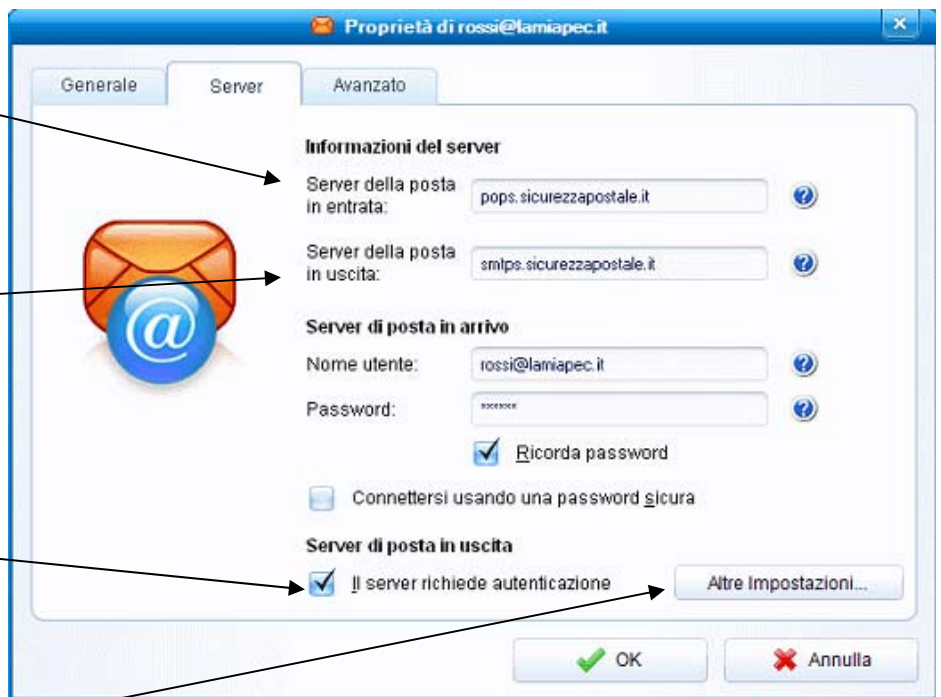 Proprietà di rossi@lamiapec.it
Generale Server Avanzato
Informazioni del server
Server della posta
in entrata: pops.sicurezzapostale.it
Server della posta
in uscita: smtps.sicurezzapostale.it
Server di posta in arrivo
Nome utente: rossi@lamiapec.it
Password: *******
Ricorda password
Connettersi usando una password sicura
Server di posta in uscita
Il server richiede autenticazione Altre Impostazioni...
OK Annulla